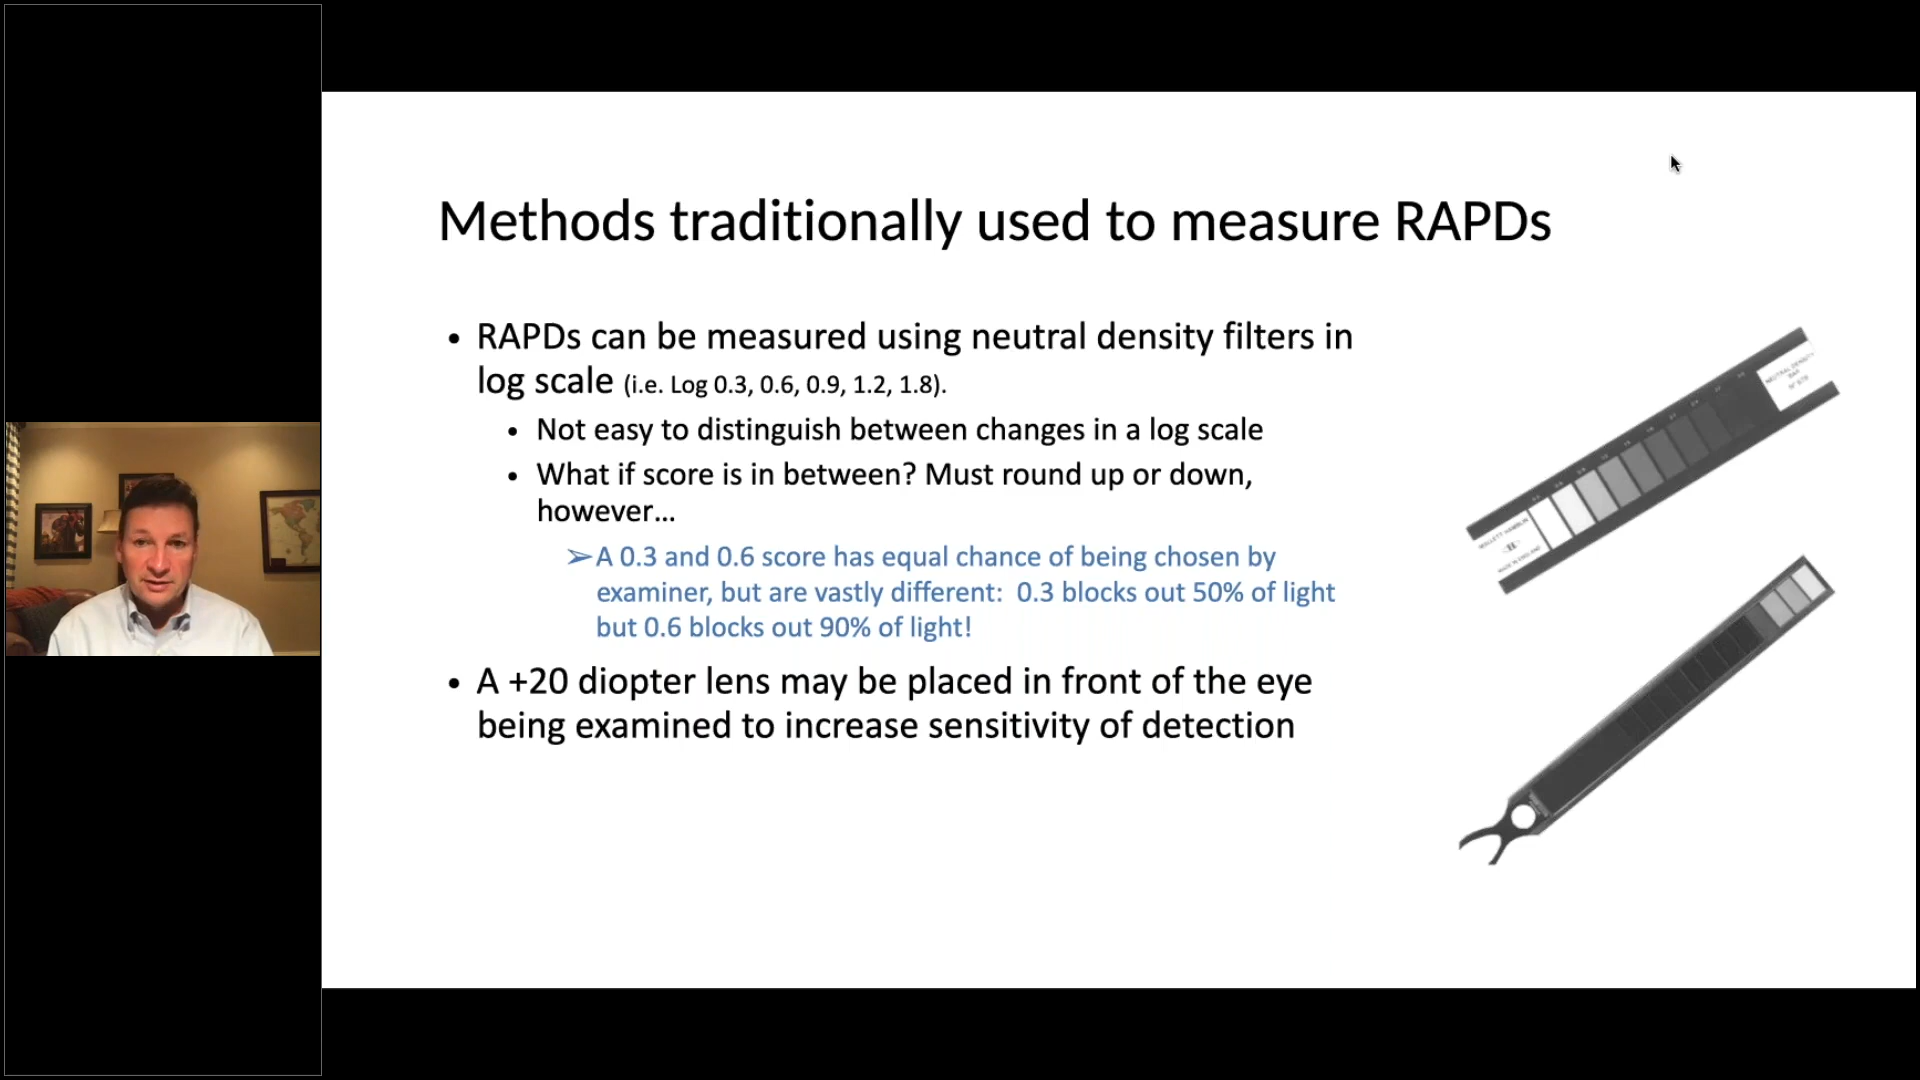 Methods traditionally used to measure RAPDs
• RAPDs can be measured using neutral density filters in
log scale (i.e. Log 0.3, 0.6, 0.9, 1.2, 1.8).
• Not easy to distinguish between changes in a log scale
• What if score is in between? Must round up or down,
however...
➢A 0.3 and 0.6 score has equal chance of being chosen by
examiner, but are vastly different:  0.3 blocks out 50% of light
but 0.6 blocks out 90% of light!
• A +20 diopter lens may be placed in front of the eye
being examined to increase sensitivity of detection
NEUTRAL DENSITY
BAR